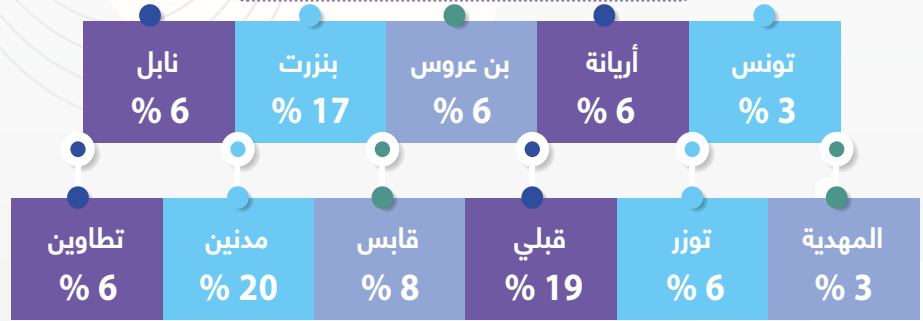 تونس
% 3
أريانة
% 6
بن عروس
% 6
بنزرت
% 17
نابل
% 6
المهدية
% 3
توزر
% 6
قبلي
% 19
قابس
% 8
مدنين
% 20
تطاوين
% 6